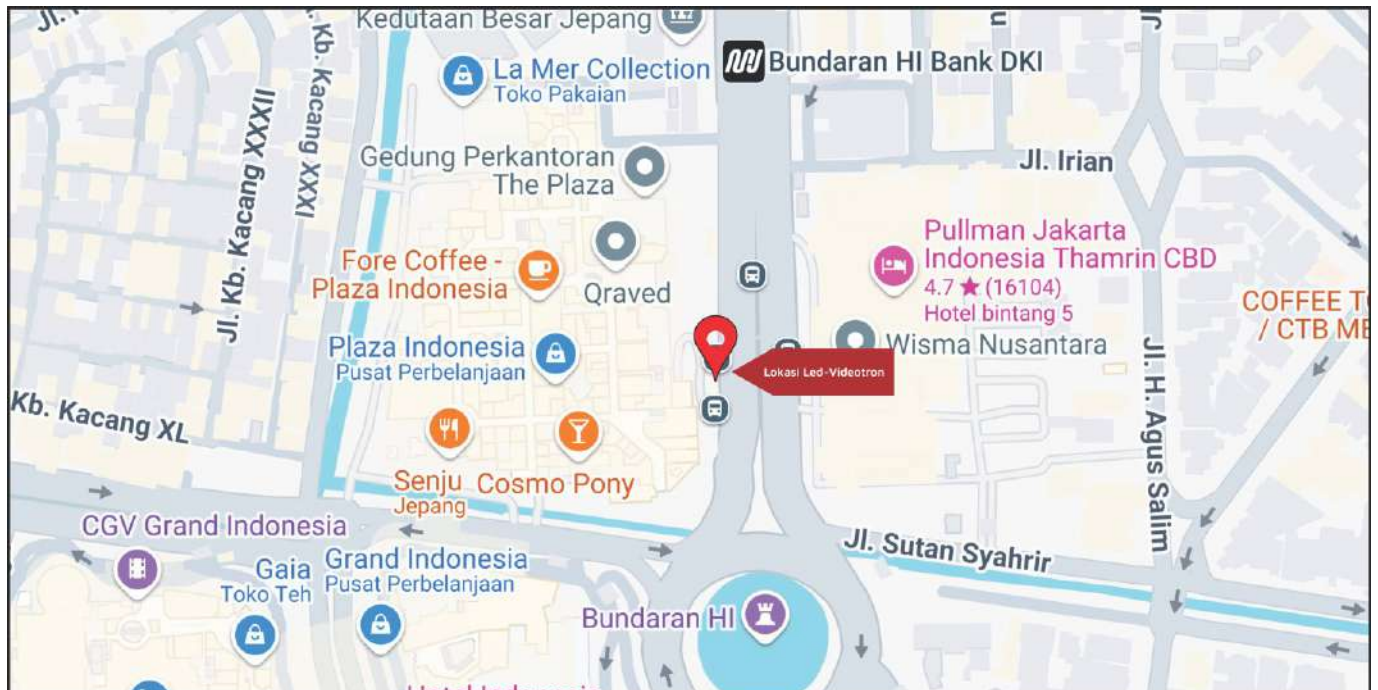 Kedutaan Besar Jepang
La Mer Collection
Toko Pakaian
Bundaran HI Bank DKI
Jl. Kb. Kacang XXXII
Kb. Kacang XXXI
Gedung Perkantoran
The Plaza
Jl. Irian
Fore Coffee -
Plaza Indonesia
Qraved
Pullman Jakarta
Indonesia Thamrin CBD
4.7 ★ (16104)
Hotel bintang 5
COFFEE
/ CTB
Plaza Indonesia
Pusat Perbelanjaan
Lokasi Led-Videotron
Wisma Nusantara
Jl. H. Agus Salim
Kb. Kacang XL
Senju
Jepang
Cosmo Pony
CGV Grand Indonesia
Gaia
Toko Teh
Grand Indonesia
Pusat Perbelanjaan
Jl. Sutan Syahrir
Bundaran HI